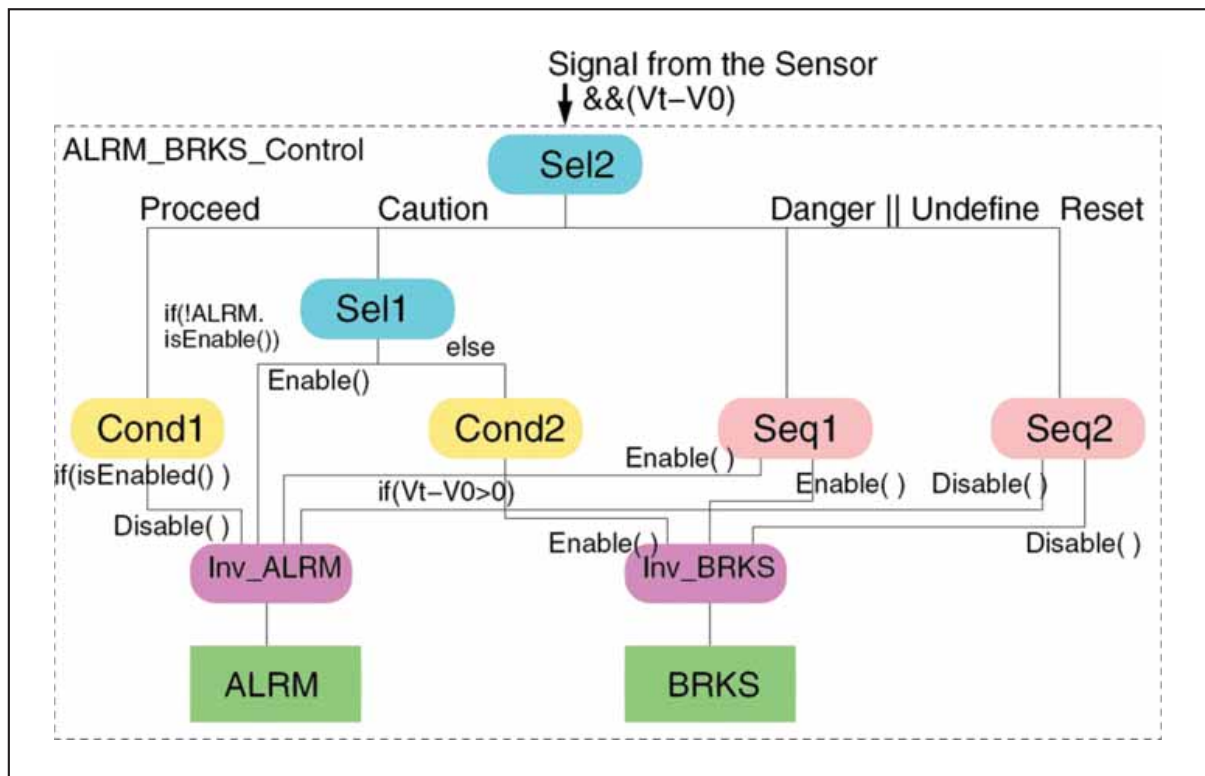 Signal from the Sensor
&&(Vt−V0)
ALRM_BRKS_Control
Sel2
Proceed
Caution
Danger || Undefine
Reset
if(!ALRM.
isEnable())
Sel1
else
Enable()
Cond1
Cond2
Seq1
Seq2
if(isEnabled() )
Enable( )
if(Vt−V0>0)
Enable( )
Disable( )
Disable( )
Enable( )
Disable( )
Inv_ALRM
Inv_BRKS
ALRM
BRKS